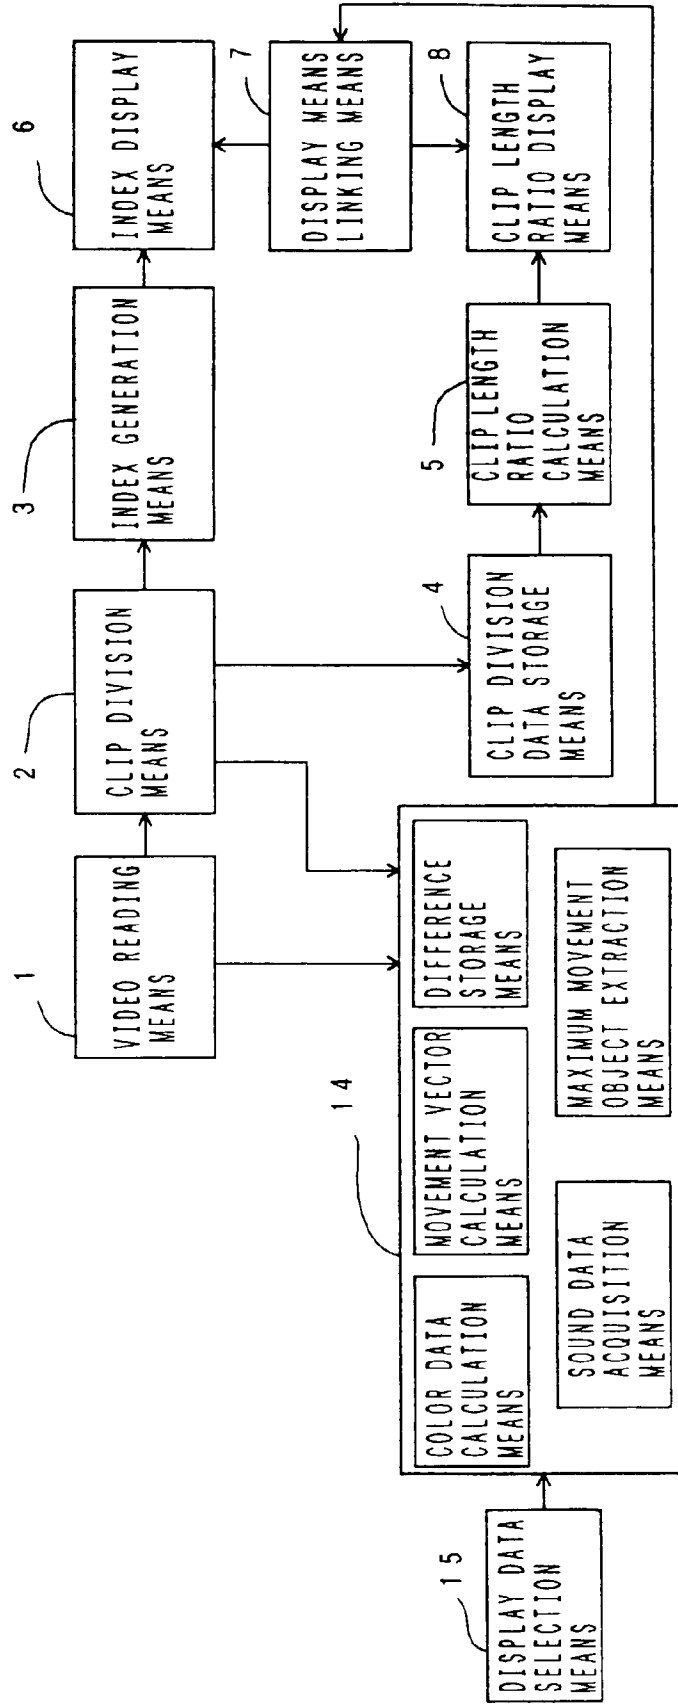 1
VIDEO READING
MEANS
2
CLIP DIVISION
MEANS
3
INDEX GENERATION
MEANS
6
INDEX DISPLAY
MEANS
7
DISPLAY MEANS
LINKING MEANS
14
COLOR DATA
CALCULATION
MEANS
MOVEMENT VECTOR
CALCULATION
MEANS
DIFFERENCE
STORAGE
MEANS
SOUND DATA
ACQUISITION
MEANS
MAXIMUM MOVEMENT
OBJECT EXTRACTION
MEANS
15
DISPLAY DATA
SELECTION
MEANS
4
CLIP DIVISION
DATA STORAGE
MEANS
5
CLIP LENGTH
RATIO
CALCULATION
MEANS
8
CLIP LENGTH
RATIO DISPLAY
MEANS